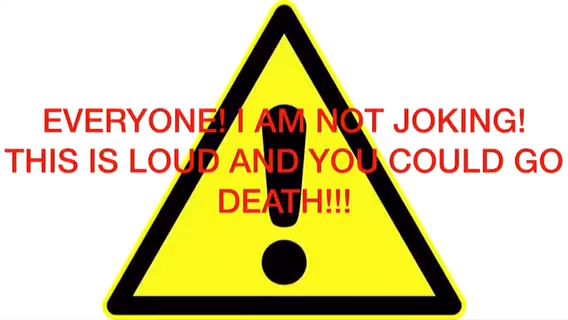 EVERYONE! I AM NOT JOKING!
THIS IS LOUD AND YOU COULD GO
DEATH!!!